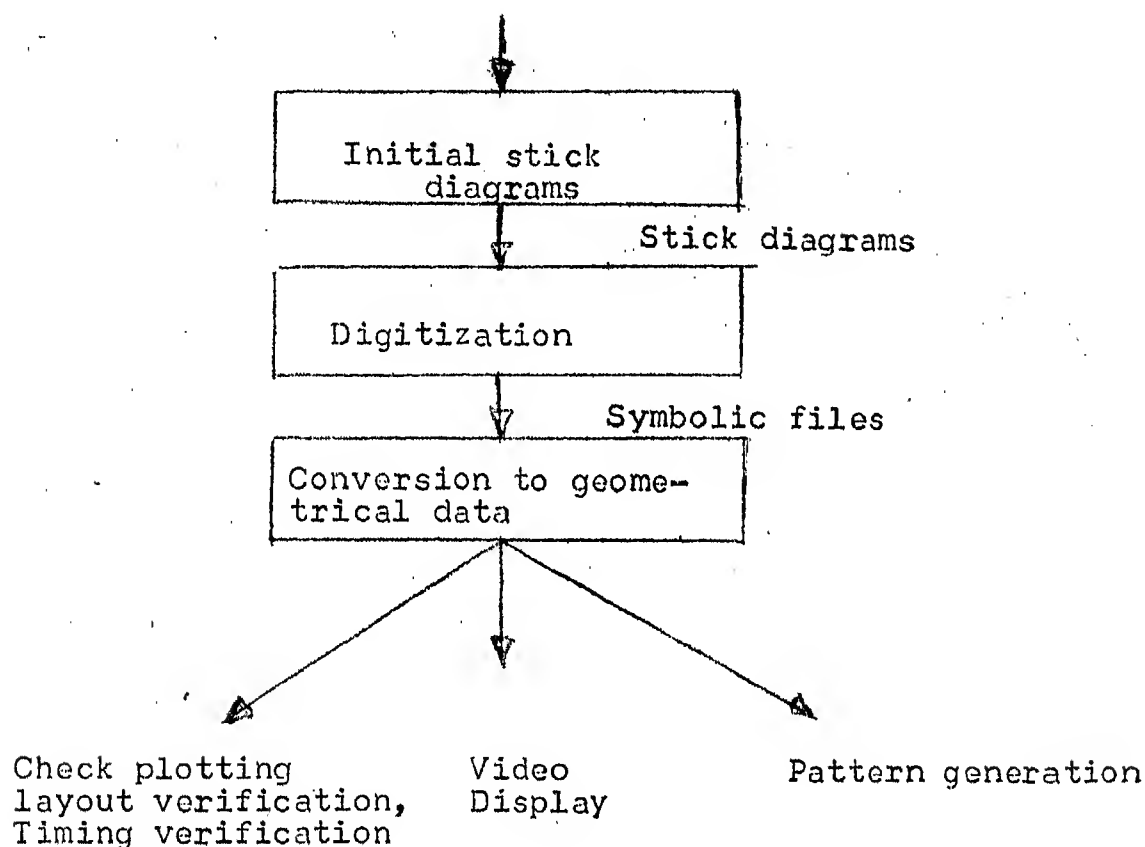 Initial stick
diagrams
Stick diagrams
Digitization
Symbolic files
Conversion to geome-
trical data
Check plotting
layout verification,
Timing verification
Video
Display
Pattern generation